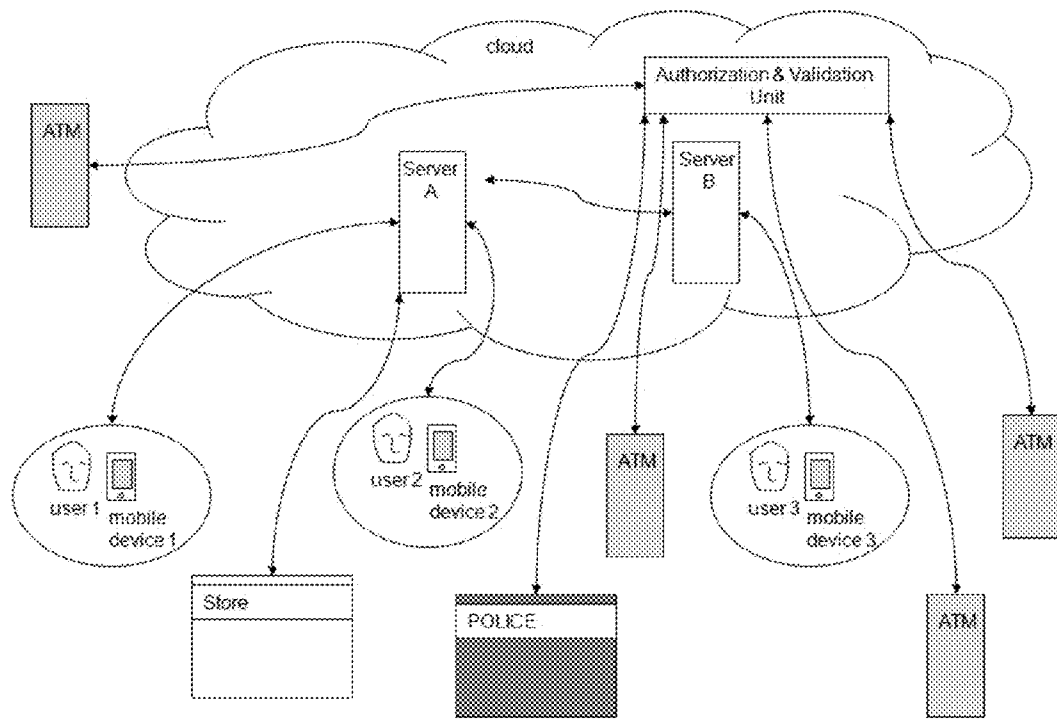 cloud
Authorization & Validation
Unit
ATM
Server
A
Server
B
user 1
mobile
device 1
user 2
mobile
device 2
ATM
user 3
mobile
device 3
ATM
Store
POLICE
ATM